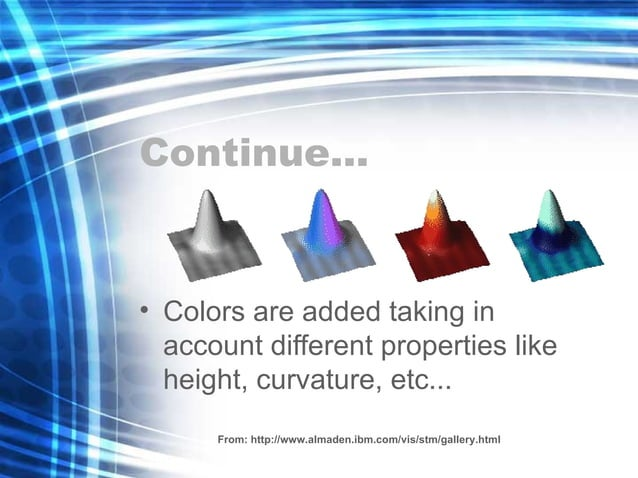 Continue...
• Colors are added taking in
account different properties like
height, curvature, etc...
From: http://www.almaden.ibm.com/vis/stm/gallery.html